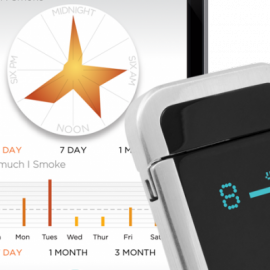 MIDNIGHT
SIX PM
SIX AM
NOON
DAY
7 DAY
1 M
much I Smoke
Mon Tues Wed Thur Fri
DAY
1 MONTH
3 MONTH
8